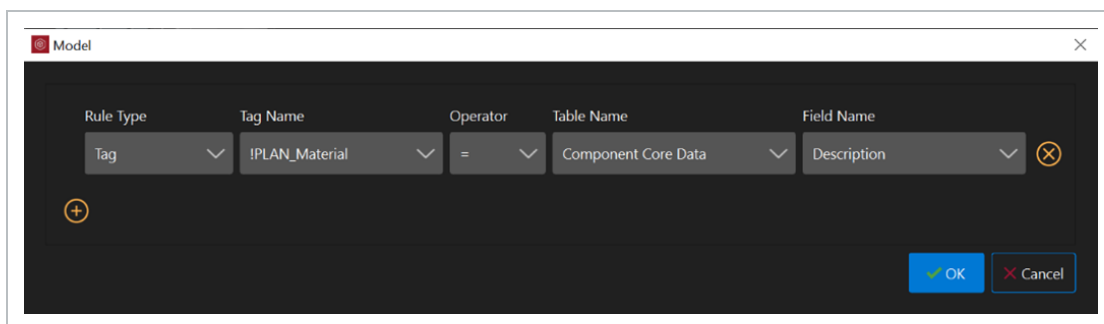 Model
Rule Type Tag Name Operator Table Name Field Name
Tag !PLAN_Material = Component Core Data Description
OK Cancel